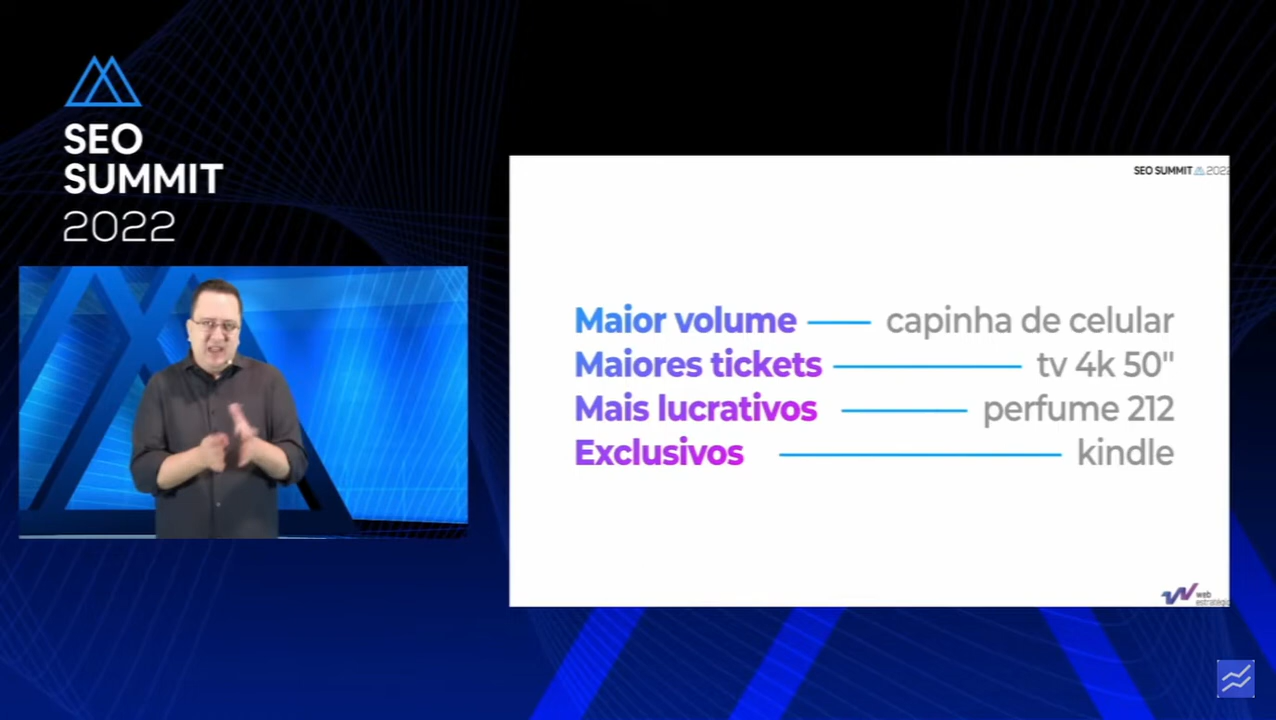 SEO
SUMMIT
2022
SEO SUMMIT 2022
Maior volume capinha de celular
Maiores tickets tv 4k 50"
Mais lucrativos perfume 212
Exclusivos kindle
web